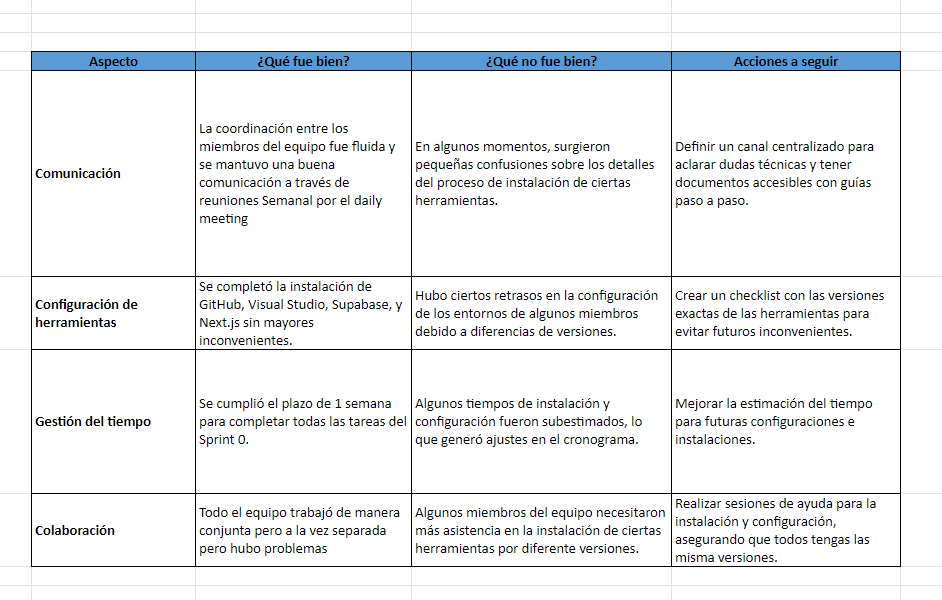 Aspecto
¿Qué fue bien?
¿Qué no fue bien?
Acciones a seguir
Comunicación
La coordinación entre los
miembros del equipo fue fluida y
se mantuvo una buena
comunicación a través de
reuniones Semanal por el daily
meeting
En algunos momentos, surgieron
pequeñas confusiones sobre los detalles
del proceso de instalación de ciertas
herramientas.
Definir un canal centralizado para
aclarar dudas técnicas y tener
documentos accesibles con guías
paso a paso.
Configuración de
herramientas
Se completó la instalación de
GitHub, Visual Studio, Supabase, y
Next.js sin mayores
inconvenientes.
Hubo ciertos retrasos en la configuración
de los entornos de algunos miembros
debido a diferencias de versiones.
Crear un checklist con las versiones
exactas de las herramientas para
evitar futuros inconvenientes.
Gestión del tiempo
Se cumplió el plazo de 1 semana
para completar todas las tareas del
Sprint 0.
Algunos tiempos de instalación y
configuración fueron subestimados, lo
que generó ajustes en el cronograma.
Mejorar la estimación del tiempo
para futuras configuraciones e
instalaciones.
Colaboración
Todo el equipo trabajó de manera
conjunta pero a la vez separada
pero hubo problemas
Algunos miembros del equipo necesitaron
más asistencia en la instalación de ciertas
herramientas por diferente versiones.
Realizar sesiones de ayuda para la
instalación y configuración,
asegurando que todos tengas las
misma versiones.